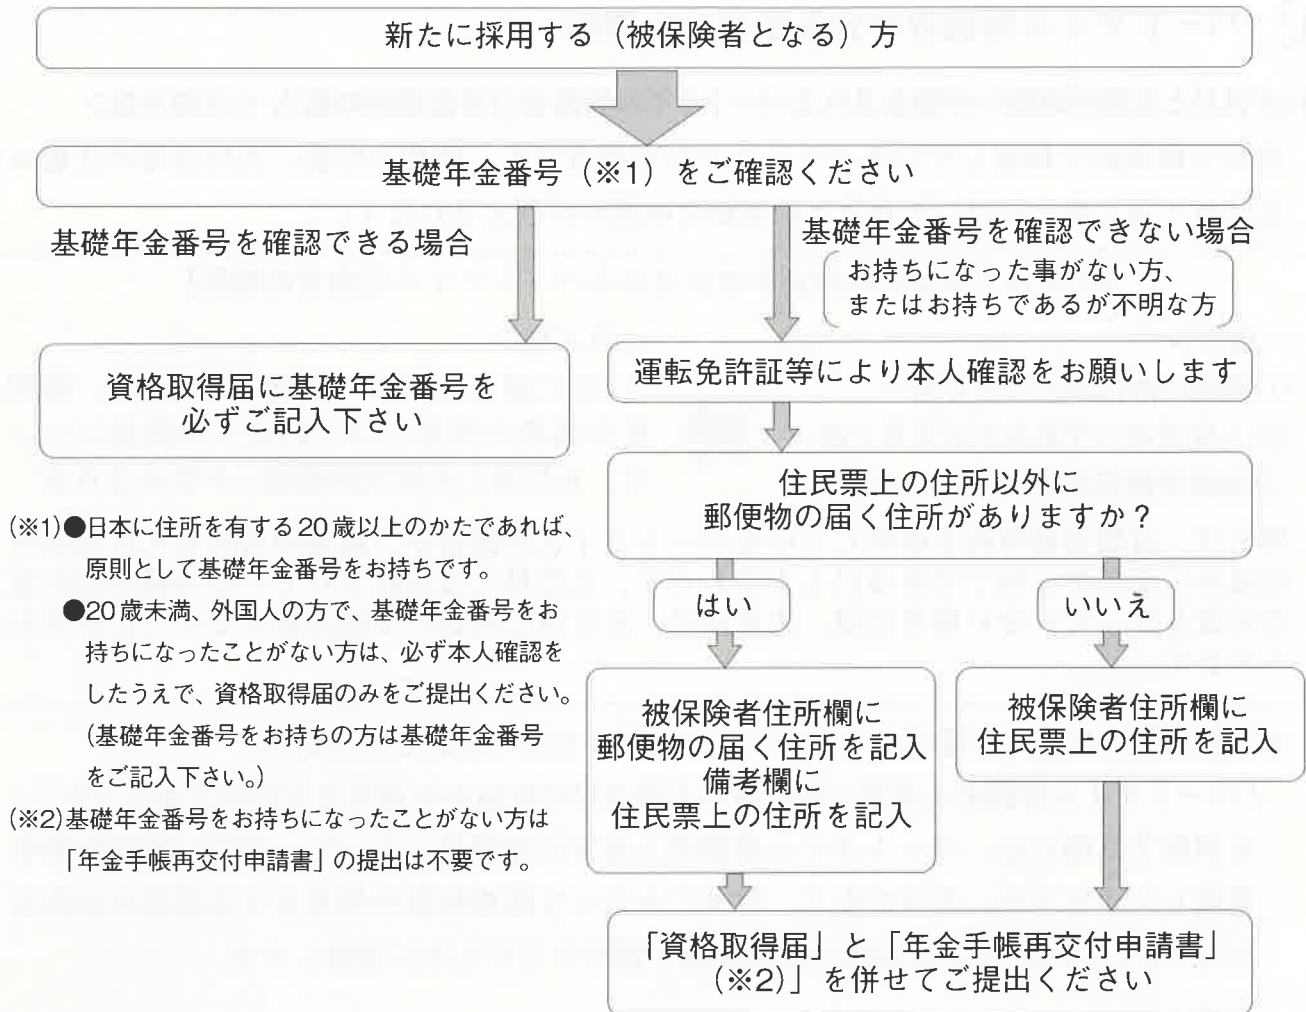 新たに採用する（被保険者となる）方
基礎年金番号（※1）をご確認ください
基礎年金番号を確認できる場合
基礎年金番号を確認できない場合
お持ちになった事がない方、
またはお持ちであるが不明な方
資格取得届に基礎年金番号を
必ずご記入下さい
運転免許証等により本人確認をお願いします
住民票上の住所以外に
郵便物の届く住所がありますか？
はい
いいえ
被保険者住所欄に
郵便物の届く住所を記入
備考欄に
住民票上の住所を記入
被保険者住所欄に
住民票上の住所を記入
「資格取得届」と「年金手帳再交付申請書」
（※2）」を併せてご提出ください
(※1)●日本に住所を有する20歳以上のかたであれば、
原則として基礎年金番号をお持ちです。
●20歳未満、外国人の方で、基礎年金番号をお
持ちになったことがない方は、必ず本人確認を
したうえで、資格取得届のみをご提出ください。
(基礎年金番号をお持ちの方は基礎年金番号
をご記入下さい。)
(※2)基礎年金番号をお持ちになったことがない方は
「年金手帳再交付申請書」の提出は不要です。